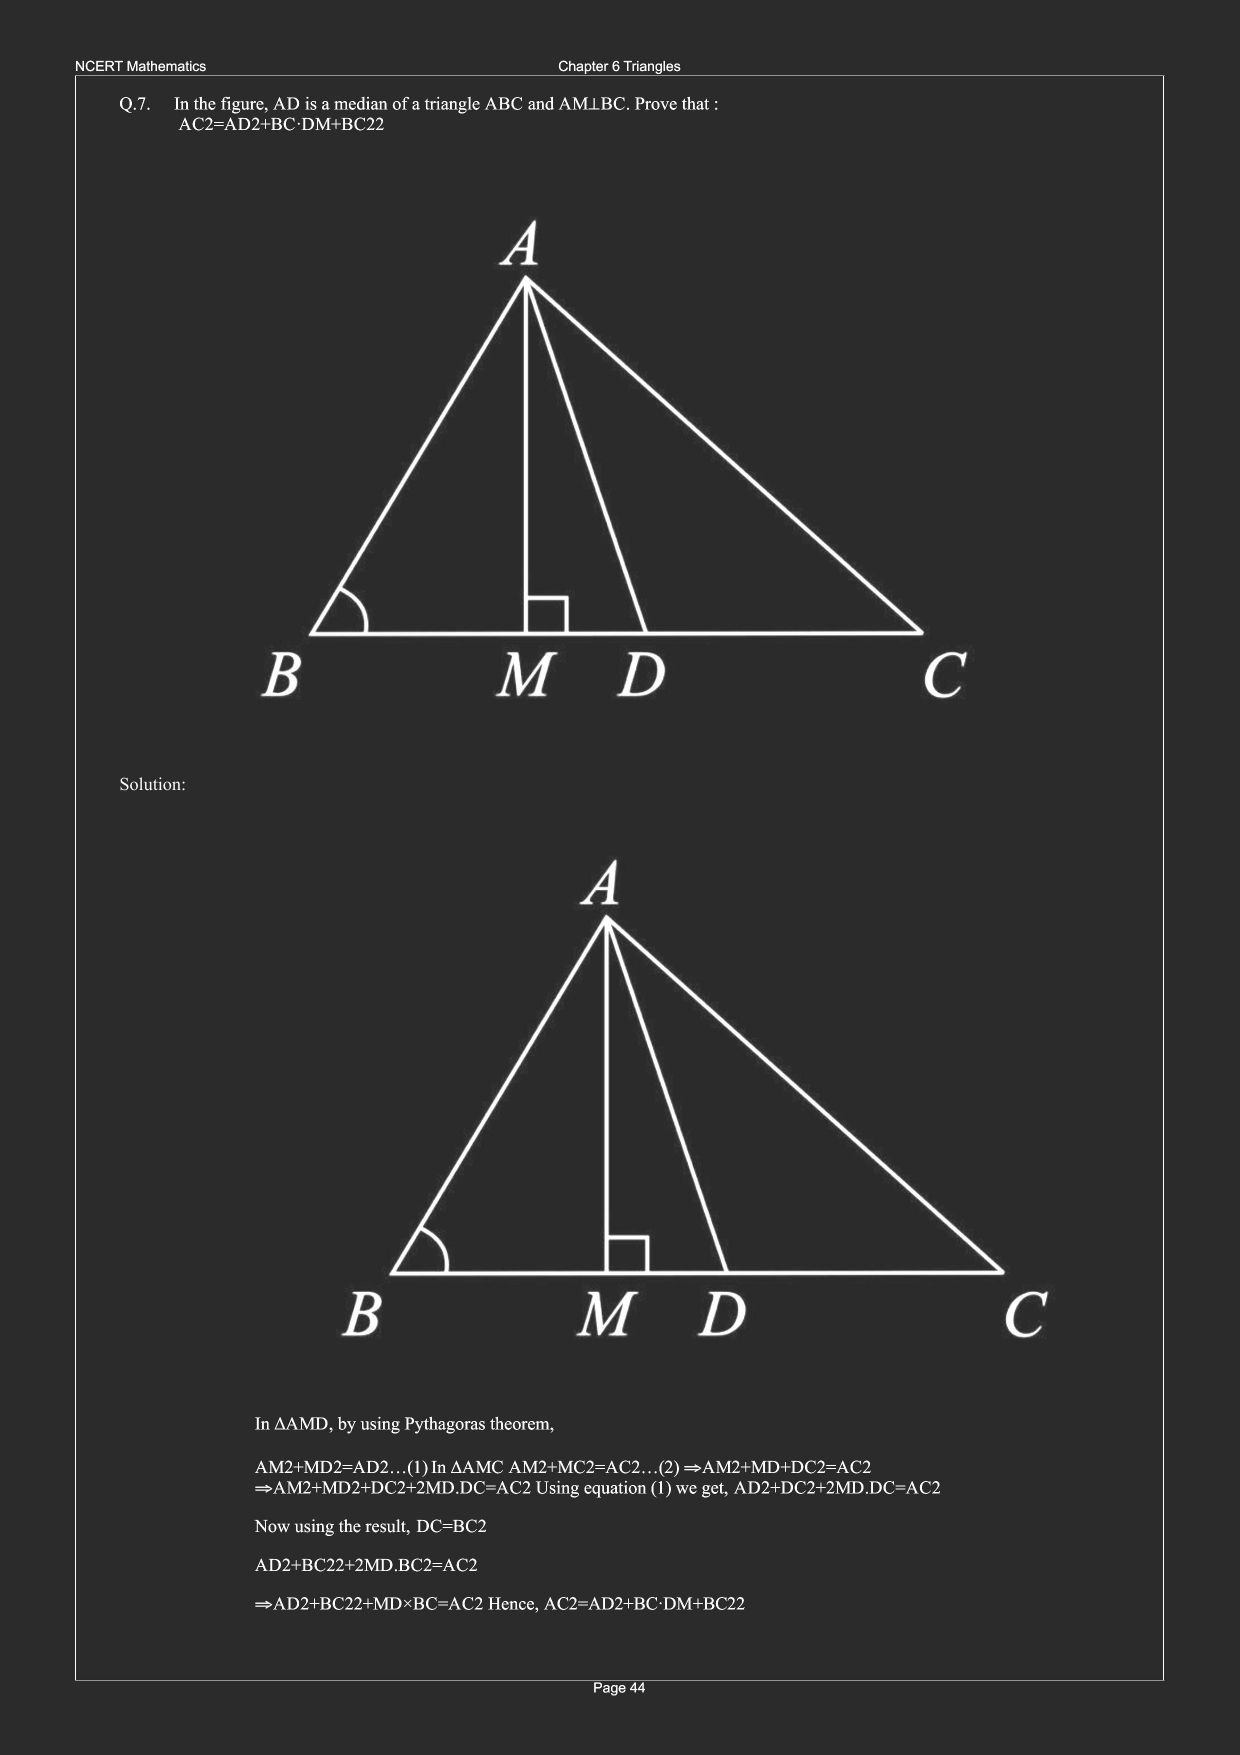 NCERT Mathematics
Chapter 6 Triangles
Q.7. In the figure, AD is a median of a triangle ABC and AM⊥BC. Prove that :
AC2=AD2+BC·DM+BC22
A
B M D C
Solution:
A
B M D C
In ΔAMD, by using Pythagoras theorem,
AM2+MD2=AD2…(1) In ΔAMC AM2+MC2=AC2…(2) ⇒AM2+MD+DC2=AC2
⇒AM2+MD2+DC2+2MD.DC=AC2 Using equation (1) we get, AD2+DC2+2MD.DC=AC2
Now using the result, DC=BC2
AD2+BC22+2MD.BC2=AC2
⇒AD2+BC22+MD×BC=AC2 Hence, AC2=AD2+BC·DM+BC22
Page 44